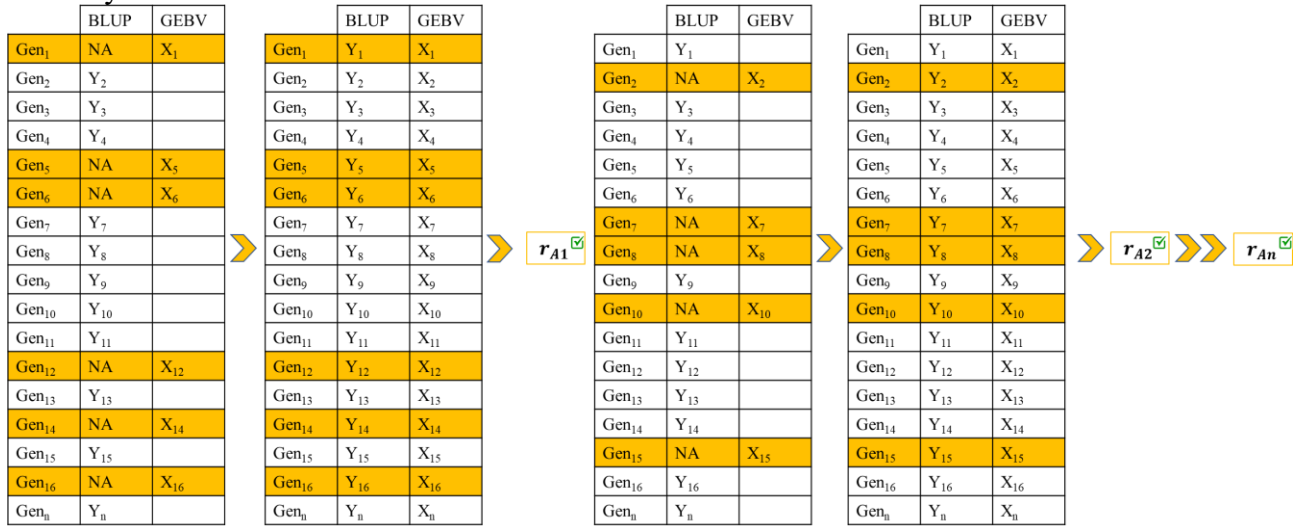 BLUP GEBV
Gen₁ NA X₁
Gen₂ Y₂
Gen₃ Y₃
Gen₄ Y₄
Gen₅ NA X₅
Gen₆ NA X₆
Gen₇ Y₇
Gen₈ Y₈
Gen₉ Y₉
Gen₁₀ Y₁₀
Gen₁₁ Y₁₁
Gen₁₂ NA X₁₂
Gen₁₃ Y₁₃
Gen₁₄ NA X₁₄
Gen₁₅ Y₁₅
Gen₁₆ NA X₁₆
Genₙ Yₙ
BLUP GEBV
Gen₁ Y₁ X₁
Gen₂ Y₂ X₂
Gen₃ Y₃ X₃
Gen₄ Y₄ X₄
Gen₅ Y₅ X₅
Gen₆ Y₆ X₆
Gen₇ Y₇ X₇
Gen₈ Y₈ X₈
Gen₉ Y₉ X₉
Gen₁₀ Y₁₀ X₁₀
Gen₁₁ Y₁₁ X₁₁
Gen₁₂ Y₁₂ X₁₂
Gen₁₃ Y₁₃ X₁₃
Gen₁₄ Y₁₄ X₁₄
Gen₁₅ Y₁₅ X₁₅
Gen₁₆ Y₁₆ X₁₆
Genₙ Yₙ Xₙ
r_A1
BLUP GEBV
Gen₁ Y₁
Gen₂ NA X₂
Gen₃ Y₃
Gen₄ Y₄
Gen₅ Y₅
Gen₆ Y₆
Gen₇ NA X₇
Gen₈ NA X₈
Gen₉ Y₉
Gen₁₀ NA X₁₀
Gen₁₁ Y₁₁
Gen₁₂ Y₁₂
Gen₁₃ Y₁₃
Gen₁₄ Y₁₄
Gen₁₅ NA X₁₅
Gen₁₆ Y₁₆
Genₙ Yₙ
BLUP GEBV
Gen₁ Y₁ X₁
Gen₂ Y₂ X₂
Gen₃ Y₃ X₃
Gen₄ Y₄ X₄
Gen₅ Y₅ X₅
Gen₆ Y₆ X₆
Gen₇ Y₇ X₇
Gen₈ Y₈ X₈
Gen₉ Y₉ X₉
Gen₁₀ Y₁₀ X₁₀
Gen₁₁ Y₁₁ X₁₁
Gen₁₂ Y₁₂ X₁₂
Gen₁₃ Y₁₃ X₁₃
Gen₁₄ Y₁₄ X₁₄
Gen₁₅ Y₁₅ X₁₅
Gen₁₆ Y₁₆ X₁₆
Genₙ Yₙ Xₙ
r_A2
r_An